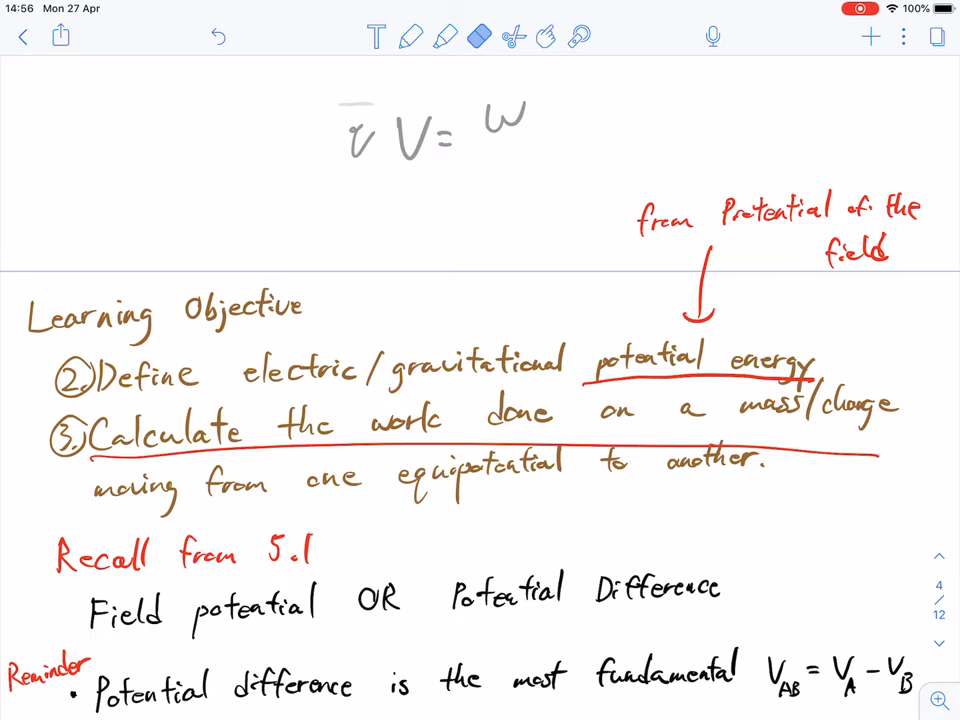 14:56 Mon 27 Apr 100%
V = W
from Potential of the
field
Learning Objective
2.) Define electric/gravitational potential energy
3.) Calculate the work done on a mass/charge
moving from one equipotential to another.
Recall from 5.1
Field potential OR Potential Difference
Reminder
• Potential difference is the most fundamental V_AB = V_A - V_B
4
/
12